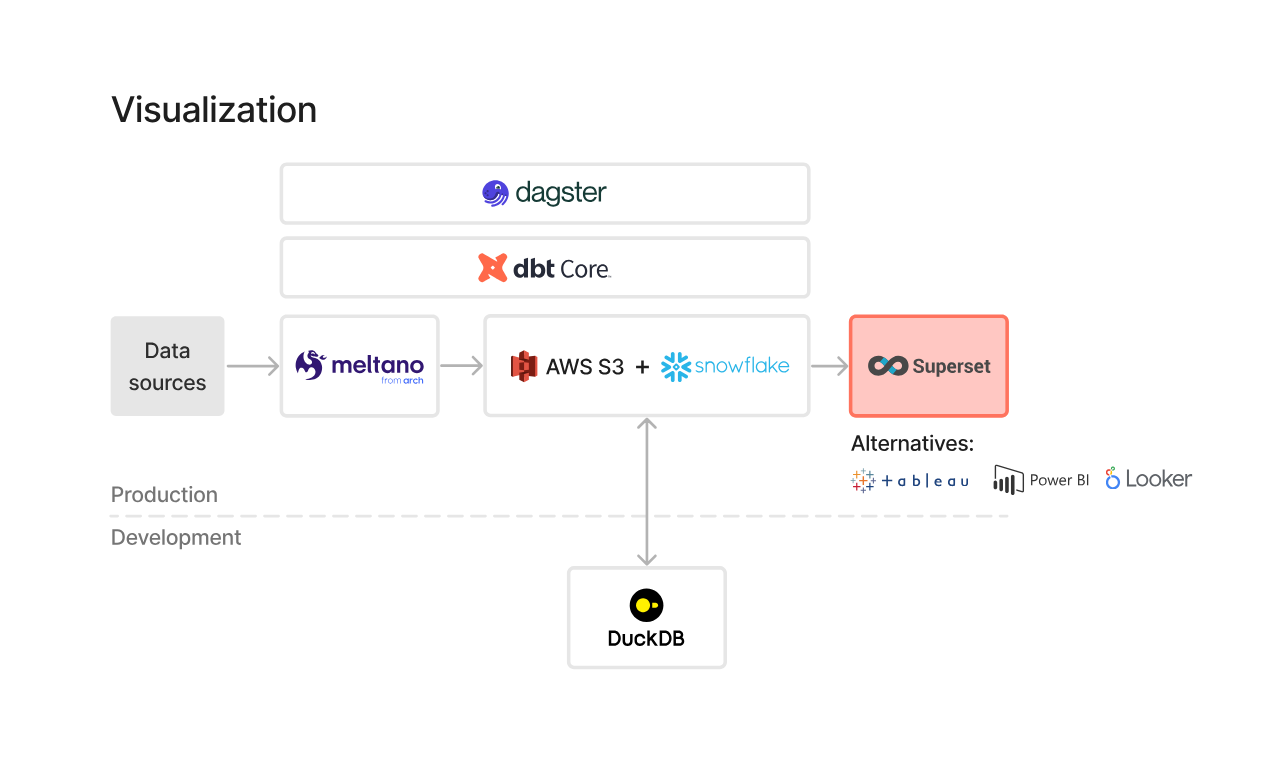 Visualization
dagster
dbt Core
Data
sources
meltano
from arch
AWS S3 + snowflake
Superset
Alternatives:
+ a b | e a u
Power BI
Looker
Production
Development
DuckDB